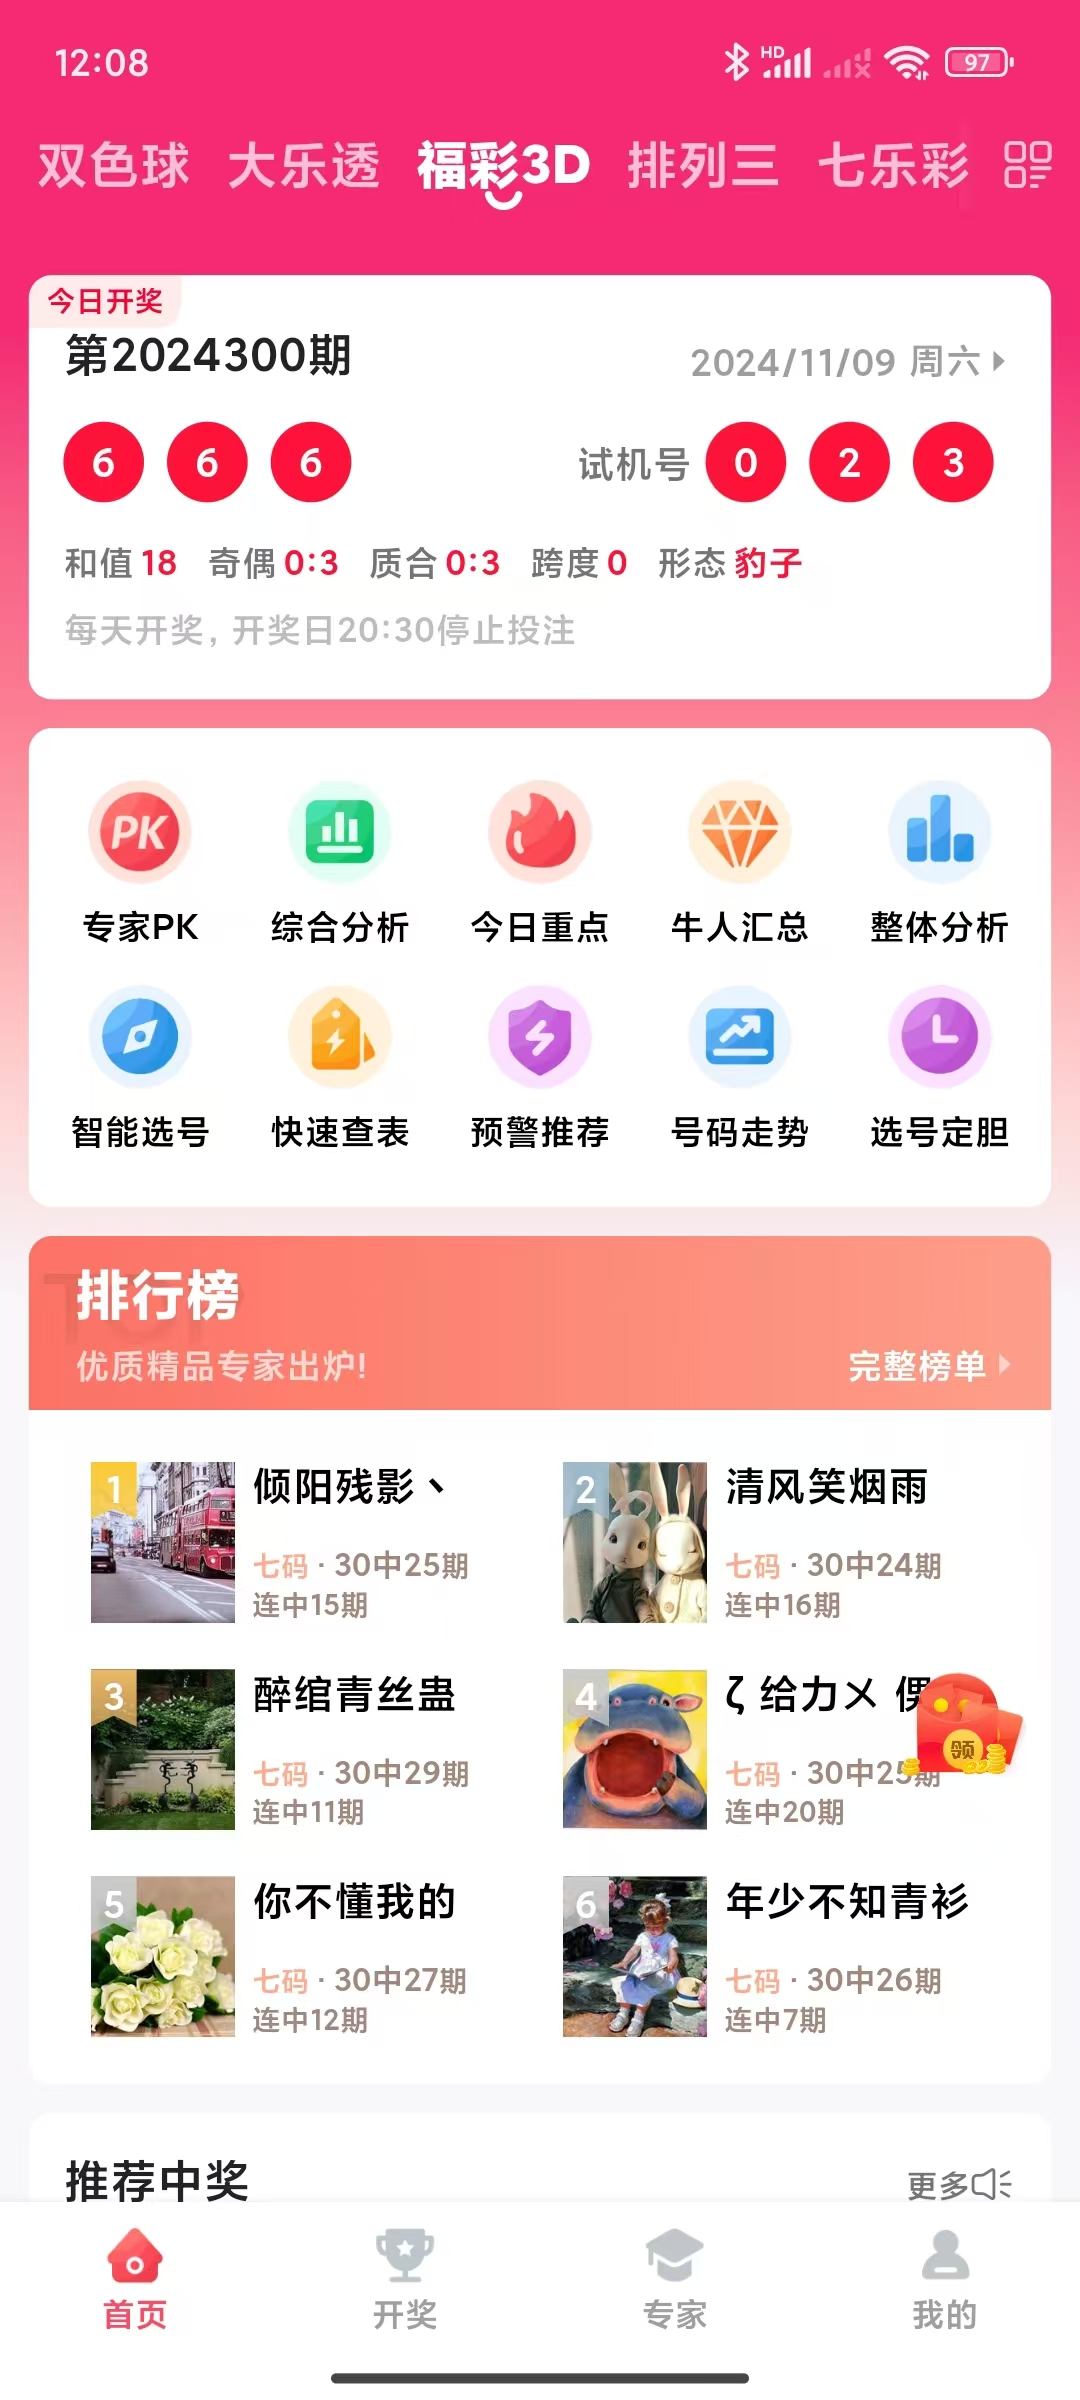 12:08
HD
97
双色球 大乐透 福彩3D 排列三 七乐彩
今日开奖
第2024300期
2024/11/09 周六
6 6 6 试机号 0 2 3
和值18 奇偶0:3 质合0:3 跨度0 形态豹子
每天开奖, 开奖日20:30停止投注
PK
专家PK 综合分析 今日重点 牛人汇总 整体分析
智能选号 快速查表 预警推荐 号码走势 选号定胆
TOP
排行榜
优质精品专家出炉!
完整榜单
1
倾阳残影丶
七码 · 30中25期
连中15期
2
清风笑烟雨
七码 · 30中24期
连中16期
3
醉绾青丝蛊
七码 · 30中29期
连中11期
4
ζ 给力㐅 偶
七码 · 30中25期
连中20期
领
5
你不懂我的
七码 · 30中27期
连中12期
6
年少不知青衫
七码 · 30中26期
连中7期
推荐中奖
更多
首页 开奖 专家 我的